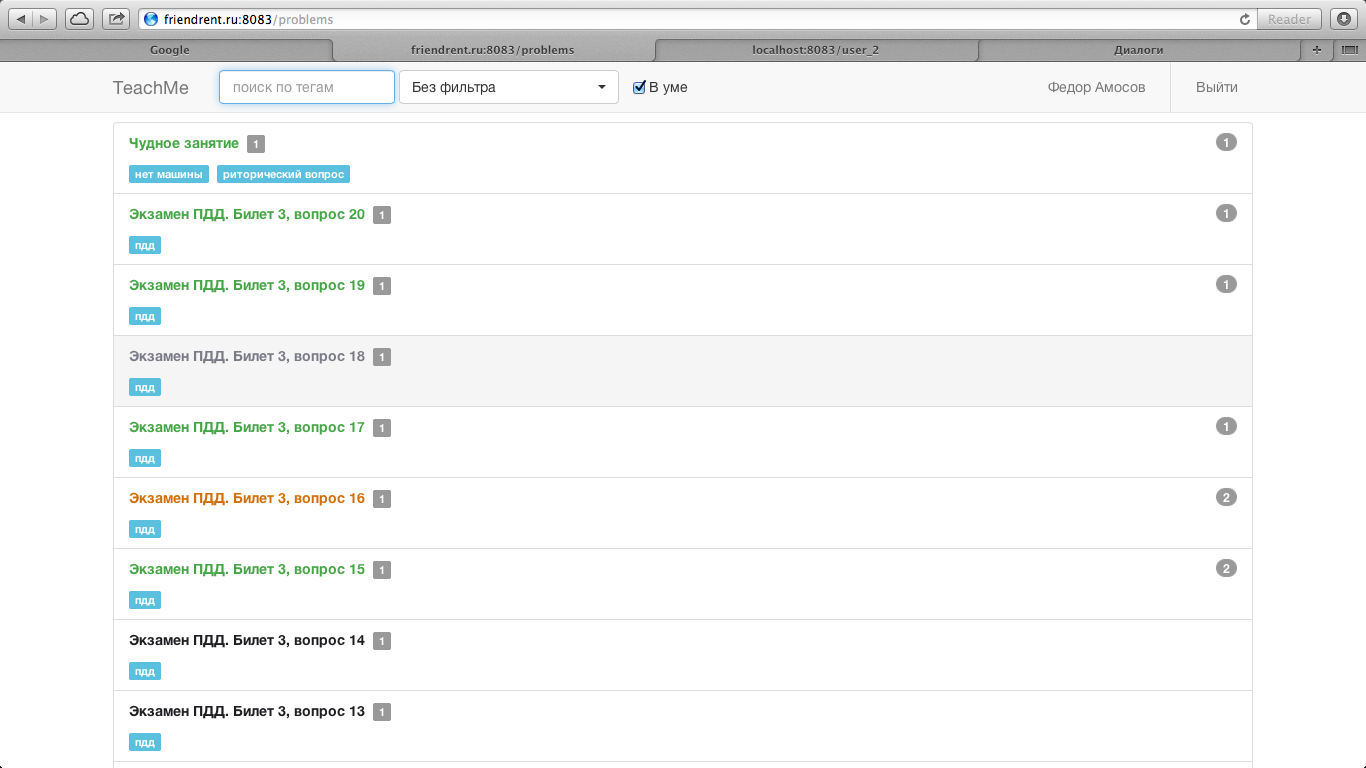 friendrent.ru:8083/problems
Reader
Google
friendrent.ru:8083/problems
localhost:8083/user_2
Диалоги
TeachMe
поиск по тегам
Без фильтра
В уме
Федор Амосов
Выйти
Чудное занятие 1 1
нет машины риторический вопрос
Экзамен ПДД. Билет 3, вопрос 20 1 1
пдд
Экзамен ПДД. Билет 3, вопрос 19 1 1
пдд
Экзамен ПДД. Билет 3, вопрос 18 1
пдд
Экзамен ПДД. Билет 3, вопрос 17 1 1
пдд
Экзамен ПДД. Билет 3, вопрос 16 1 2
пдд
Экзамен ПДД. Билет 3, вопрос 15 1 2
пдд
Экзамен ПДД. Билет 3, вопрос 14 1
пдд
Экзамен ПДД. Билет 3, вопрос 13 1
пдд